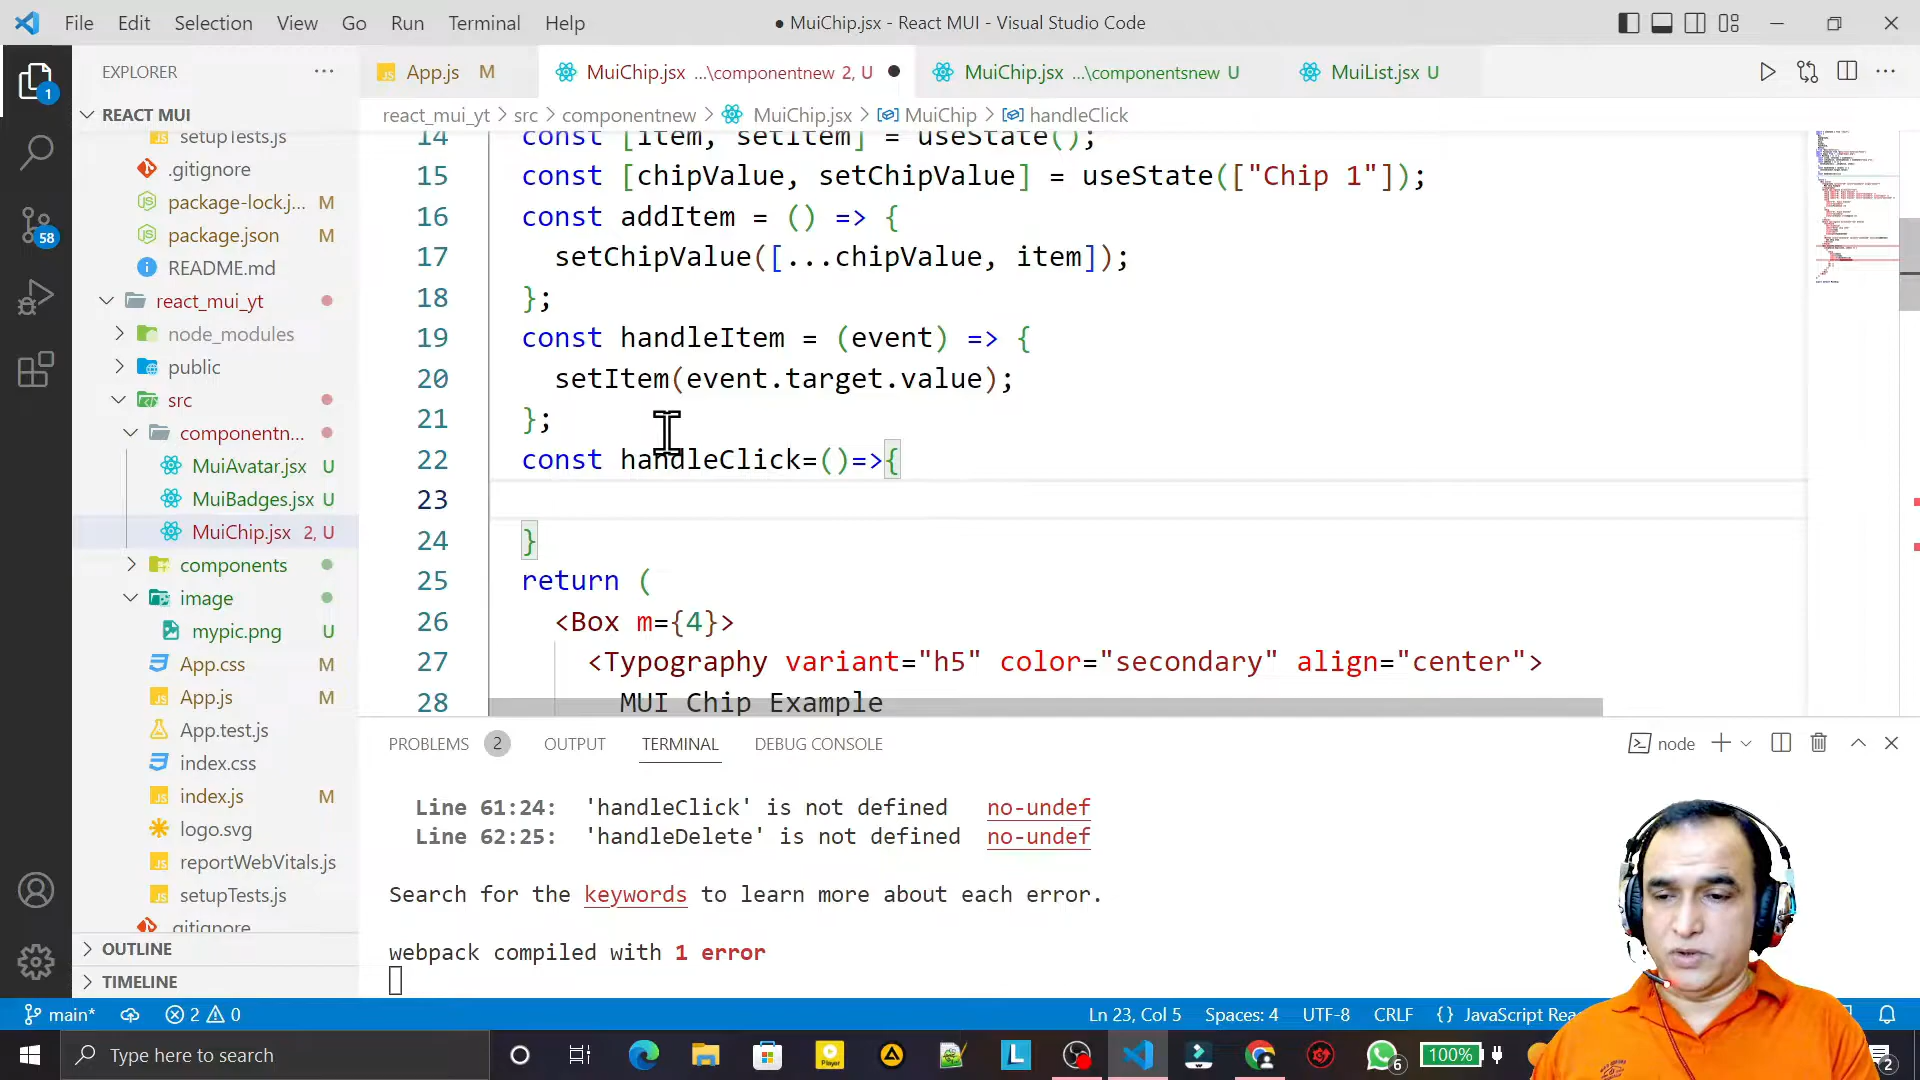 File Edit Selection View Go Run Terminal Help
● MuiChip.jsx - React MUI - Visual Studio Code
EXPLORER
App.js M
MuiChip.jsx ...\componentnew 2, U
MuiChip.jsx ...\componentsnew U
MuiList.jsx U
REACT MUI
react_mui_yt > src > componentnew > MuiChip.jsx > MuiChip > handleClick
setupTests.js
.gitignore
package-lock.j... M
package.json M
README.md
react_mui_yt
node_modules
public
src
componentn...
MuiAvatar.jsx U
MuiBadges.jsx U
MuiChip.jsx 2, U
components
image
mypic.png U
App.css M
App.js M
App.test.js
index.css
index.js M
logo.svg
reportWebVitals.js
setupTests.js
.gitignore
OUTLINE
TIMELINE
1
58
14 const [item, setItem] = useState();
15 const [chipValue, setChipValue] = useState(["Chip 1"]);
16 const addItem = () => {
17 setChipValue([...chipValue, item]);
18 };
19 const handleItem = (event) => {
20 setItem(event.target.value);
21 };
22 const handleClick=()=>{
23
24 }
25 return (
26 <Box m={4}>
27 <Typography variant="h5" color="secondary" align="center">
28 MUI Chip Example
PROBLEMS 2 OUTPUT TERMINAL DEBUG CONSOLE
node
Line 61:24: 'handleClick' is not defined no-undef
Line 62:25: 'handleDelete' is not defined no-undef
Search for the keywords to learn more about each error.
webpack compiled with 1 error
main* 2 0
Ln 23, Col 5 Spaces: 4 UTF-8 CRLF {} JavaScript Rea
Type here to search
Player
L
6
100%
2